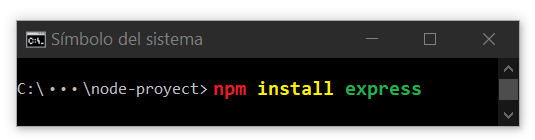 Símbolo del sistema
C:\···\node-proyect> npm install express